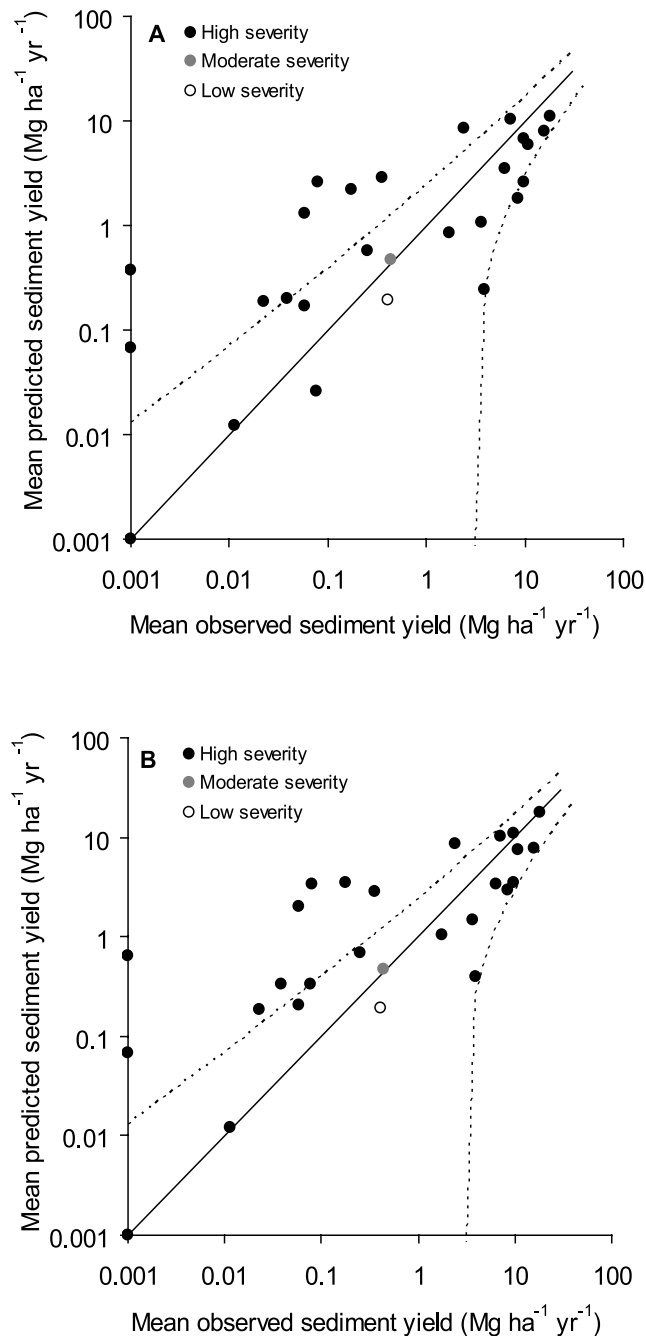 A
High severity
Moderate severity
Low severity
100
10
1
0.1
0.01
0.001
Mean predicted sediment yield (Mg ha⁻¹ yr⁻¹)
0.001 0.01 0.1 1 10 100
Mean observed sediment yield (Mg ha⁻¹ yr⁻¹)
B
High severity
Moderate severity
Low severity
100
10
1
0.1
0.01
0.001
Mean predicted sediment yield (Mg ha⁻¹ yr⁻¹)
0.001 0.01 0.1 1 10 100
Mean observed sediment yield (Mg ha⁻¹ yr⁻¹)